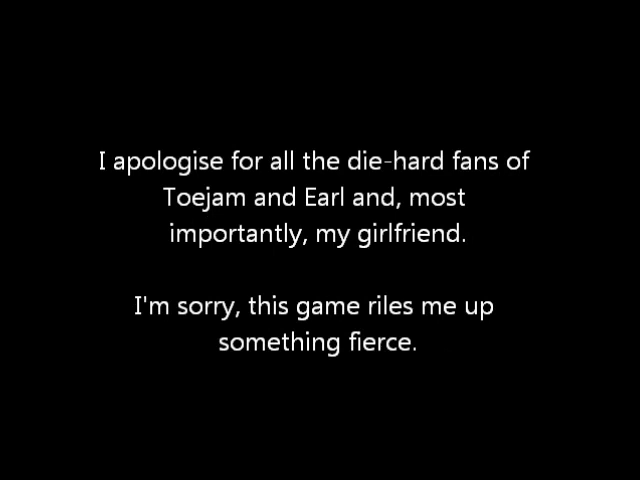 I apologise for all the die-hard fans of
Toejam and Earl and, most
importantly, my girlfriend.
I'm sorry, this game riles me up
something fierce.